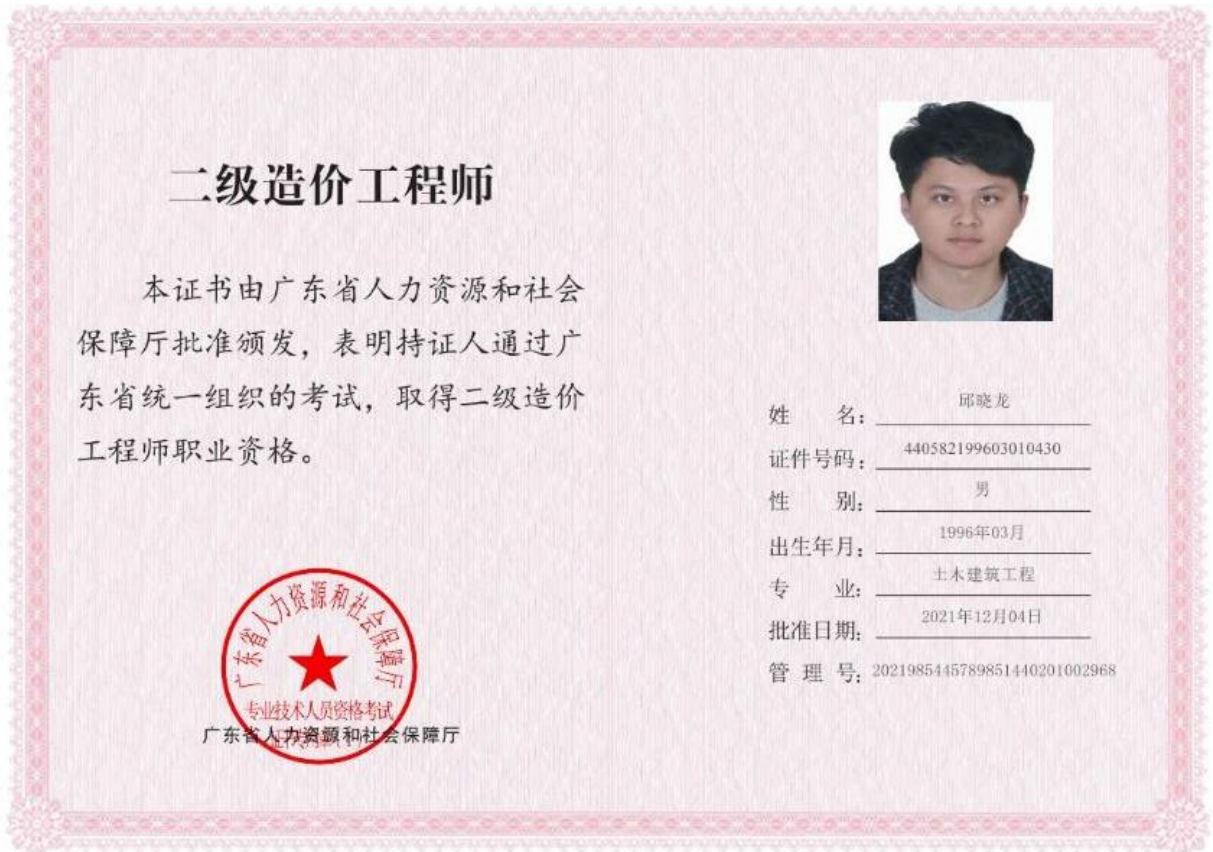 二级造价工程师
本证书由广东省人力资源和社会
保障厅批准颁发，表明持证人通过广
东省统一组织的考试，取得二级造价
工程师职业资格。
广东省人力资源和社会保障厅
专业技术人员资格考试
广东省人力资源和社会保障厅
姓 名：邱晓龙
证件号码：440582199603010430
性 别：男
出生年月：1996年03月
专 业：土木建筑工程
批准日期：2021年12月04日
管 理 号：2021985445789851440201002968